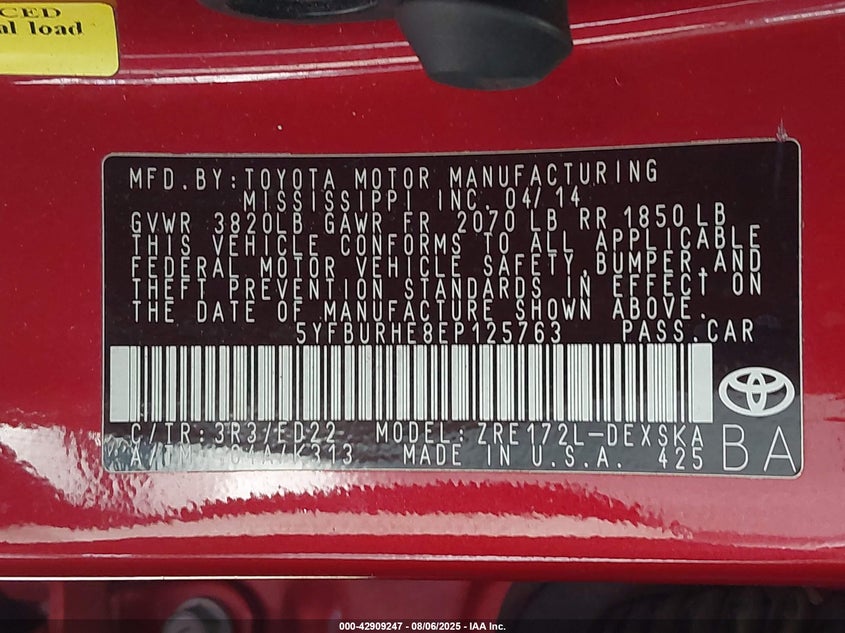 CED
al load
MFD.BY:TOYOTA MOTOR MANUFACTURING
MISSISSIPPI INC. 04/14
GVWR 3820LB GAWR FR 2070 LB RR 1850 LB
THIS VEHICLE CONFORMS TO ALL APPLICABLE
FEDERAL MOTOR VEHICLE SAFETY,BUMPER,AND
THEFT PREVENTION STANDARDS IN EFFECT ON
THE DATE OF MANUFACTURE SHOWN ABOVE.
5YFBURHE8EP125763 PASS.CAR
C/TR:3R3/FD22 MODEL: ZRE172L-DEXSKA
A/TM K313 MADE IN U.S.A. 425
BA
000-42909247 - 08/06/2025 - IAA Inc.